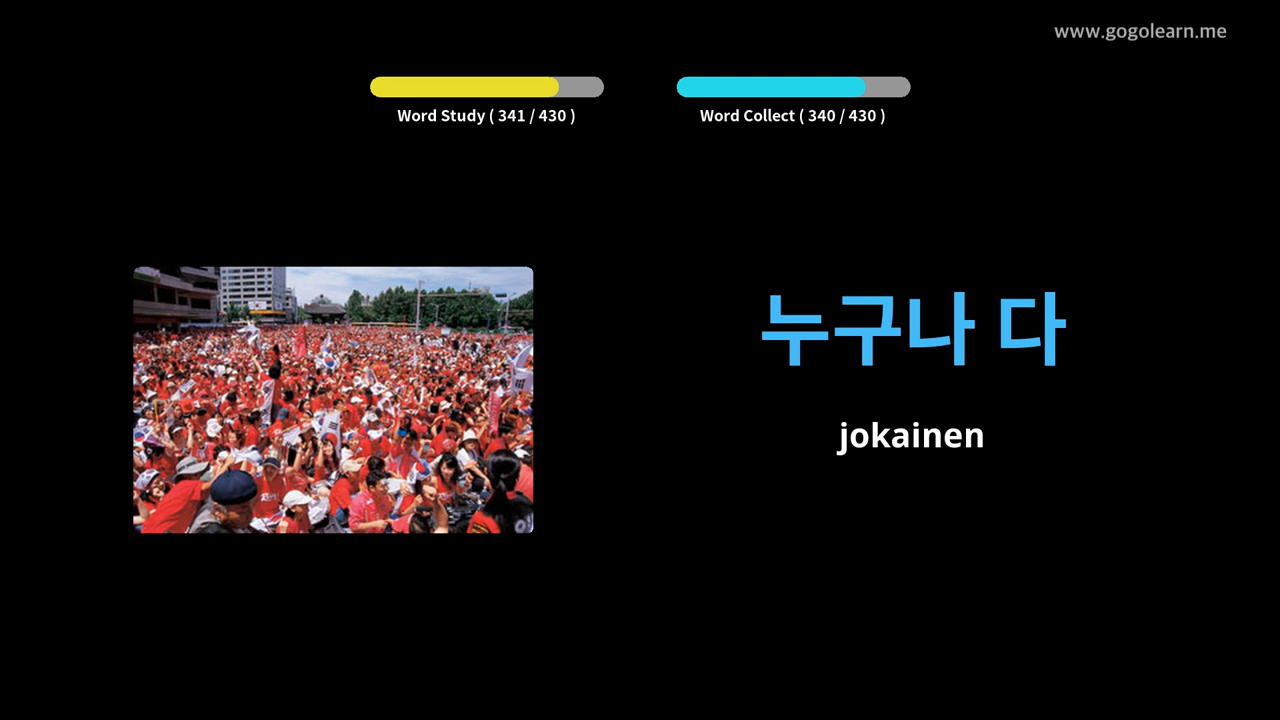 www.gogolearn.me
Word Study ( 341 / 430 )
Word Collect ( 340 / 430 )
누구나 다
jokainen